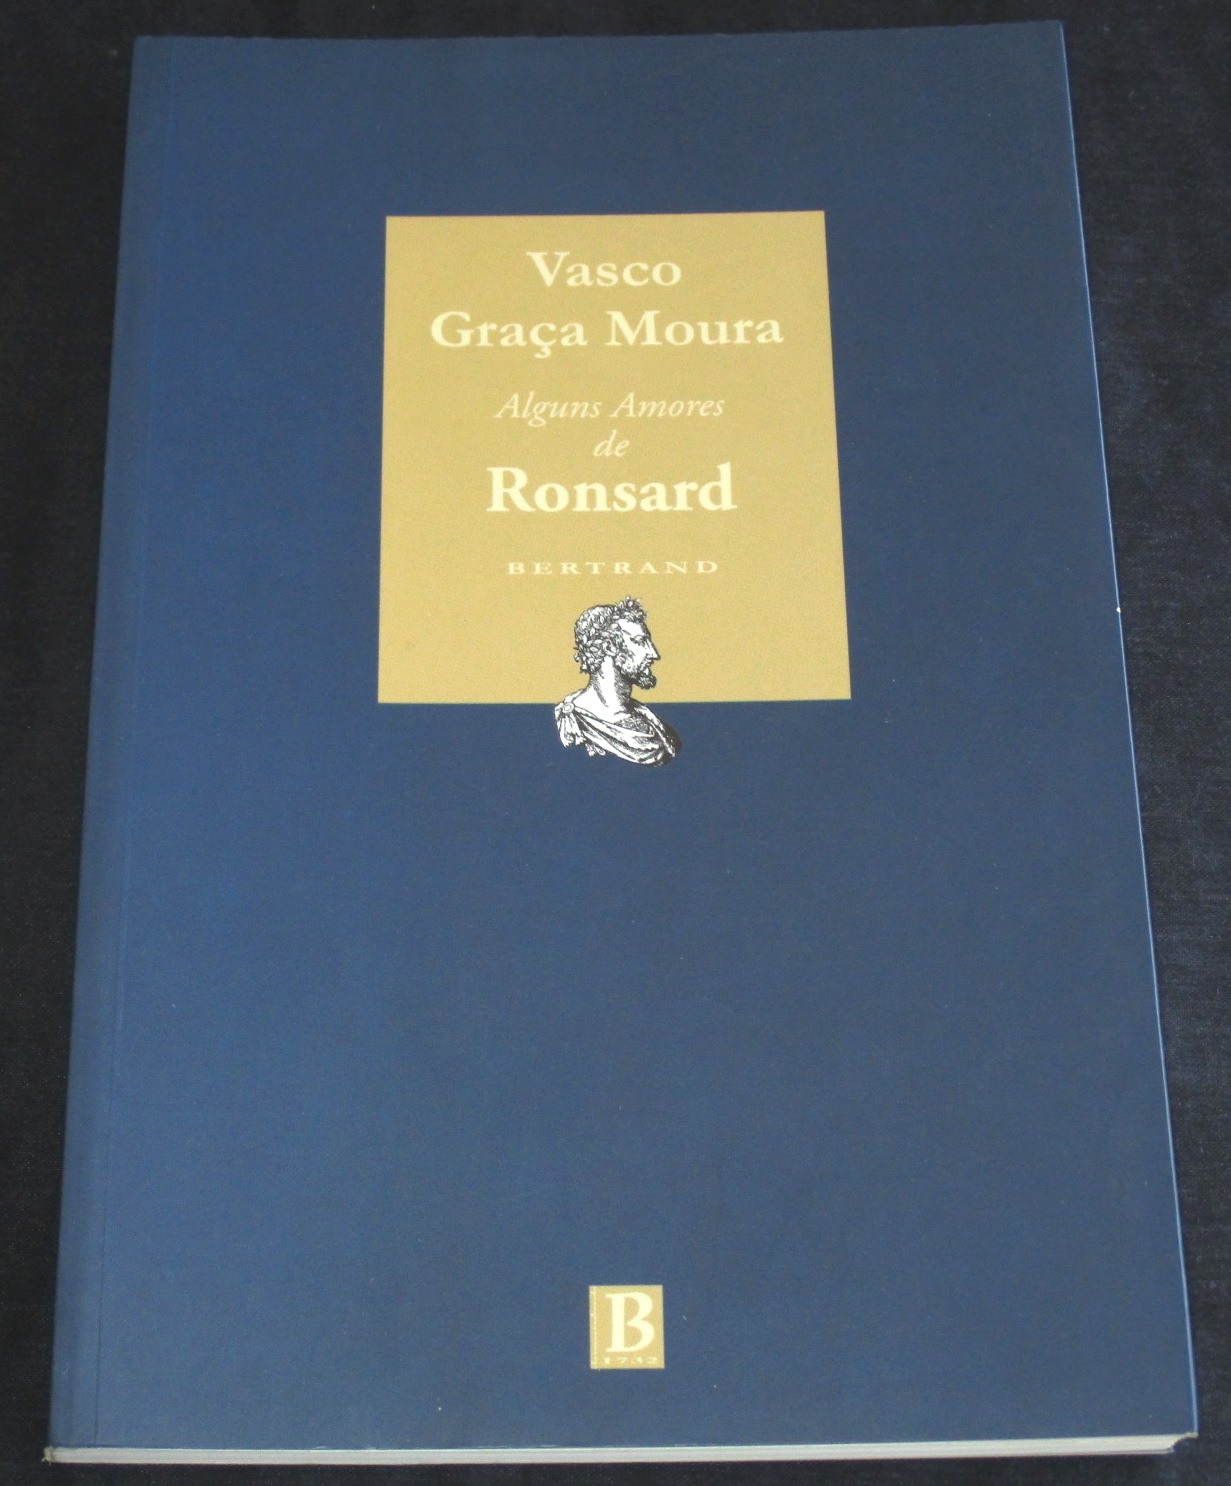 Vasco
Graça Moura
Alguns Amores
de
Ronsard
BERTRAND
B
1732